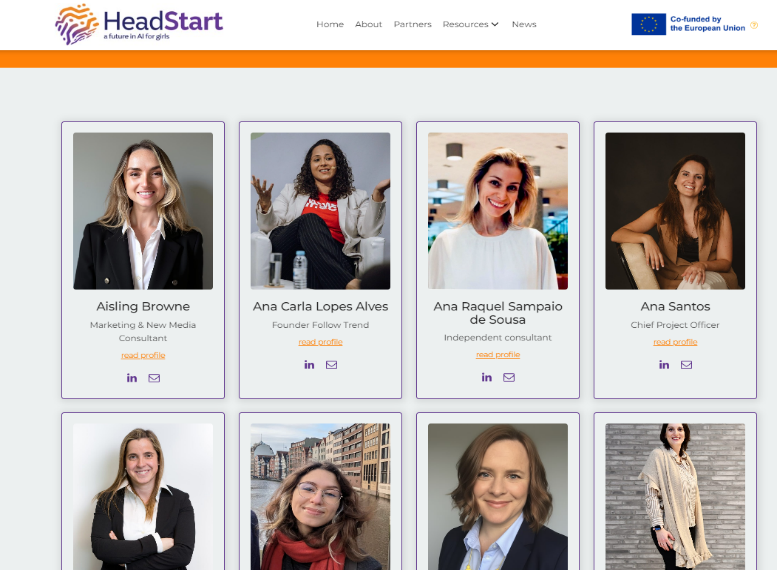 HeadStart
a future in AI for girls
Home About Partners Resources News
Co-funded by
the European Union
Aisling Browne
Marketing & New Media
Consultant
read profile
Ana Carla Lopes Alves
Founder Follow Trend
read profile
Ana Raquel Sampaio
de Sousa
Independent consultant
read profile
Ana Santos
Chief Project Officer
read profile